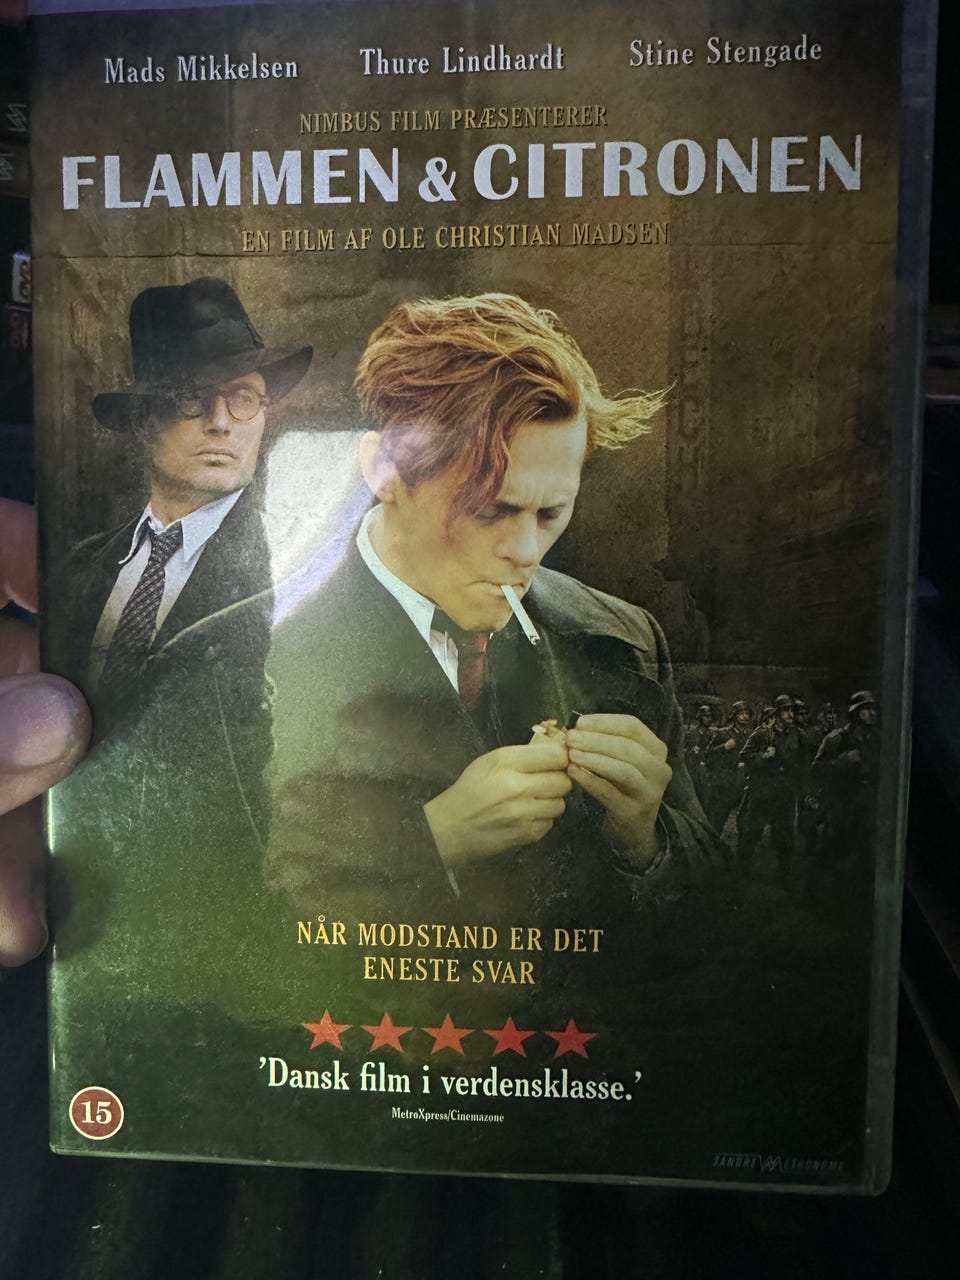 Mads Mikkelsen Thure Lindhardt Stine Stengade
NIMBUS FILM PRÆSENTERER
FLAMMEN & CITRONEN
EN FILM AF OLE CHRISTIAN MADSEN
NÅR MODSTAND ER DET
ENESTE SVAR
'Dansk film i verdensklasse.'
MetroXpress/Cinemazone
15
SANDREW METRONOME